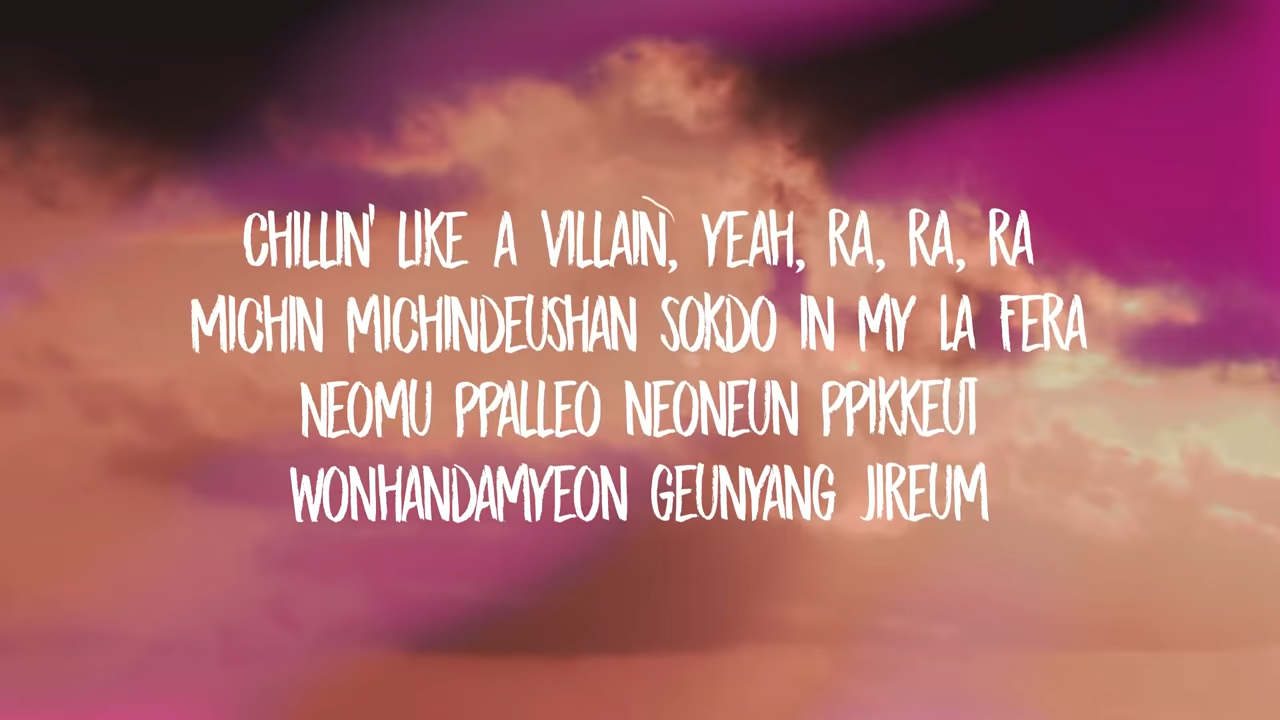 CHILLIN' LIKE A VILLAIN, YEAH, RA, RA, RA
MICHIN MICHINDEUSHAN SOKDO IN MY LA FERA
NEOMU PPALLEO NEONEUN PPIKKEUT
WONHANDAMYEON GEUNYANG JIREUM